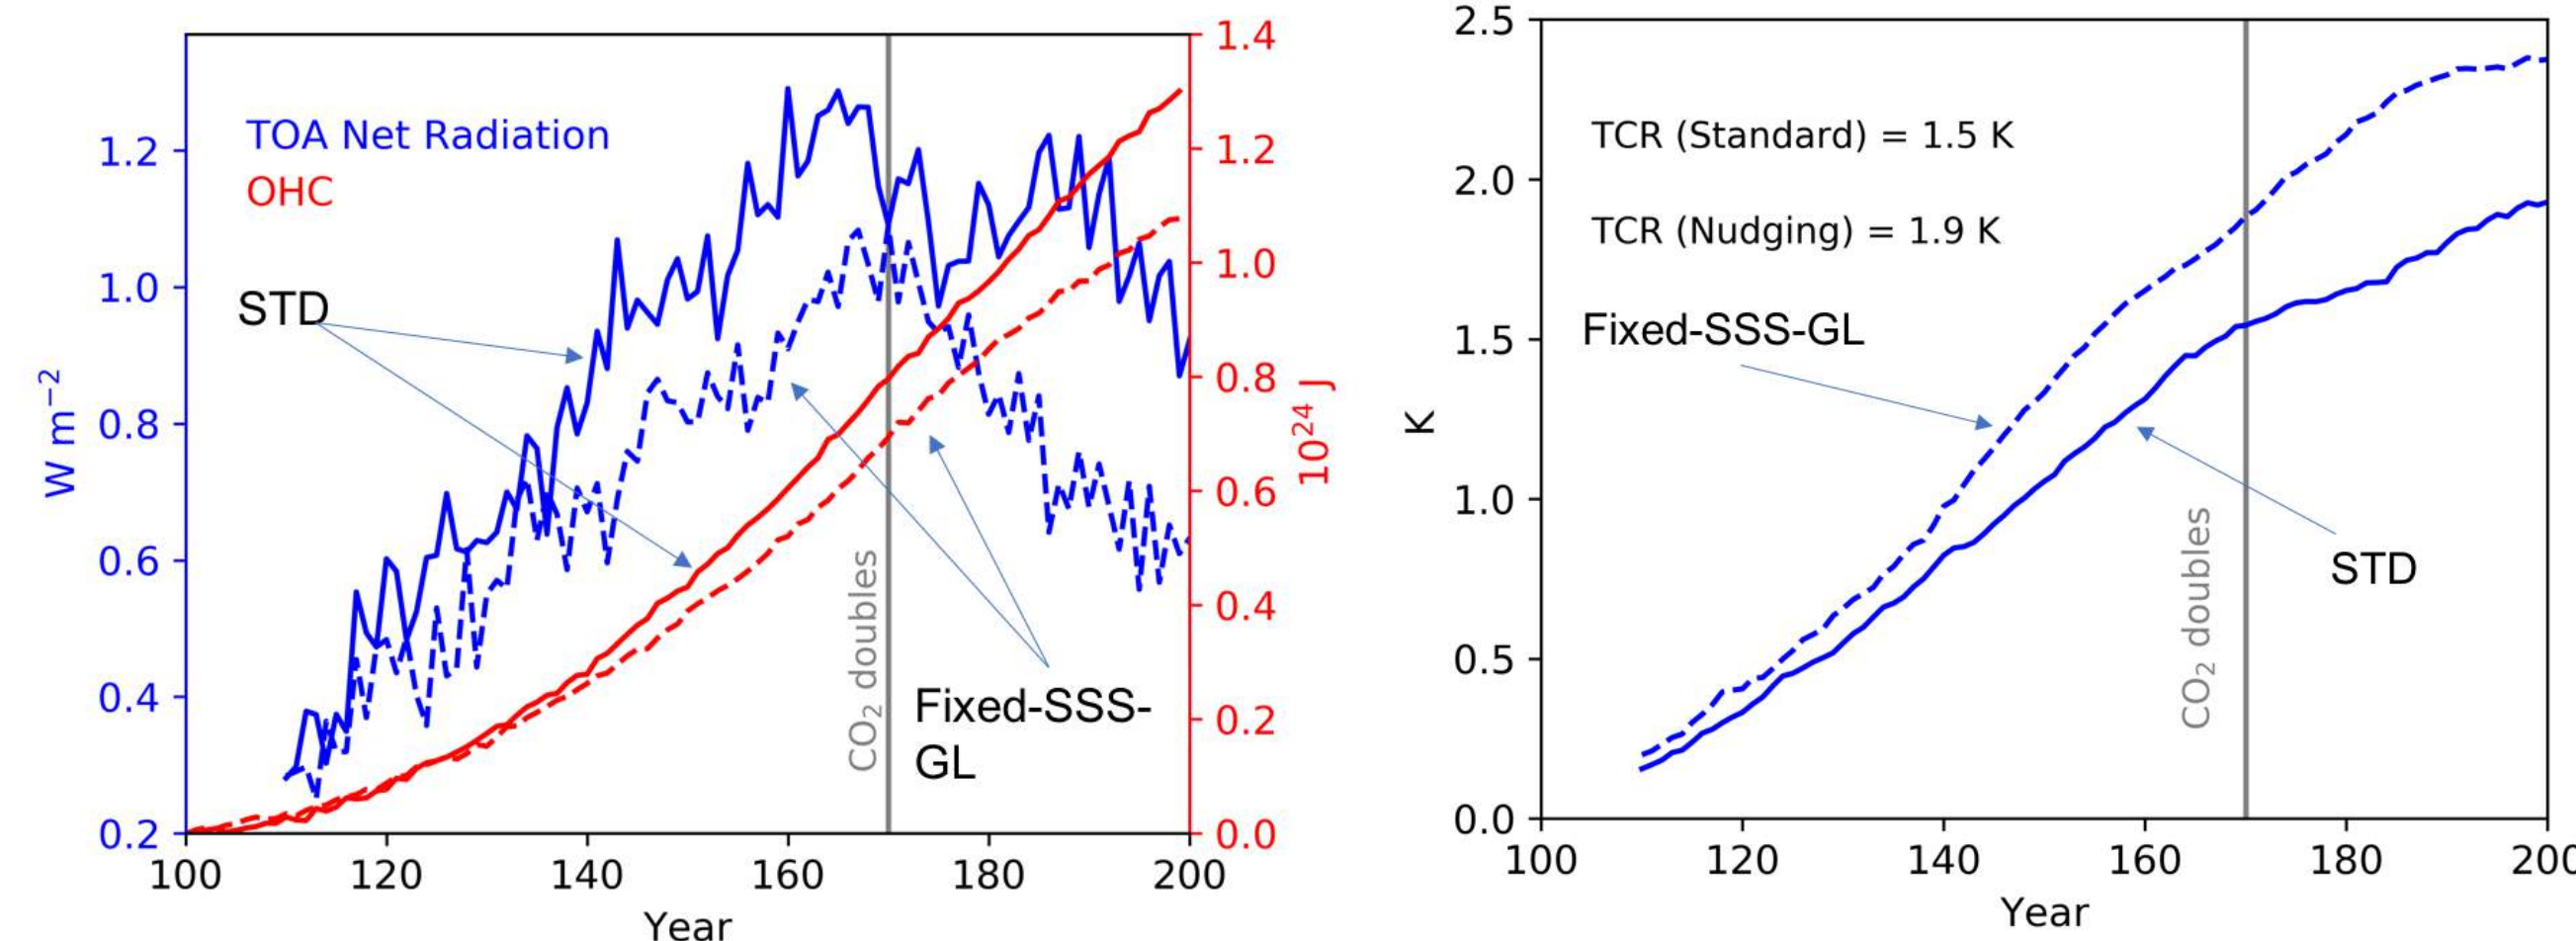 TOA Net Radiation
OHC
STD
Fixed-SSS-
GL
CO₂ doubles
W m⁻²
1.2
1.0
0.8
0.6
0.4
0.2
1.4
1.2
1.0
0.8
0.6
0.4
0.2
0.0
10²⁴ J
100 120 140 160 180 200
Year
2.5
2.0
1.5
1.0
0.5
0.0
K
TCR (Standard) = 1.5 K
TCR (Nudging) = 1.9 K
Fixed-SSS-GL
STD
CO₂ doubles
100 120 140 160 180 200
Year